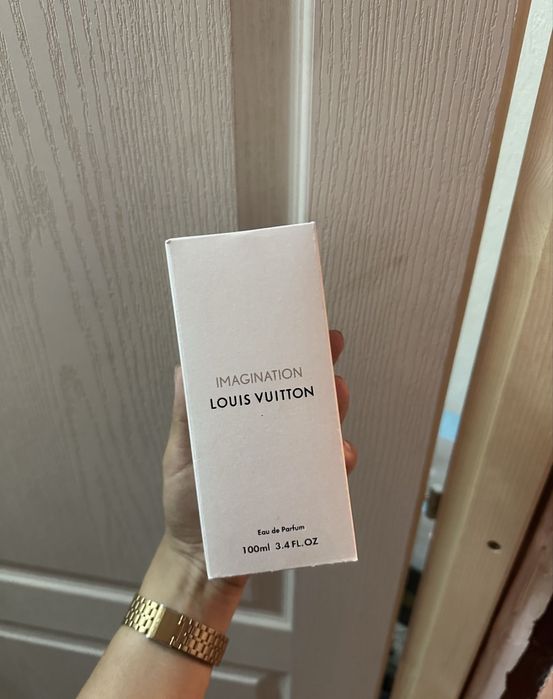 IMAGINATION
LOUIS VUITTON
Eau de Parfum
100ml 3.4 FL.OZ